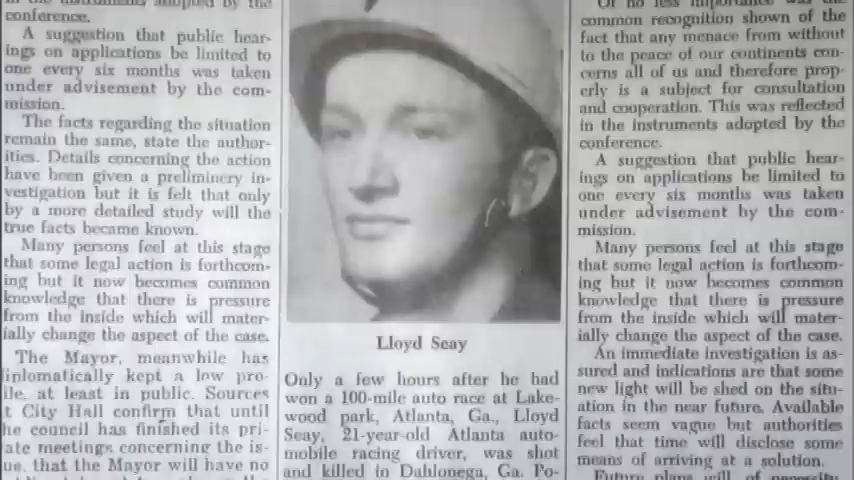 in the instruments adopted by the
conference.
A suggestion that public hear-
ings on applications be limited to
one every six months was taken
under advisement by the com-
mission.
The facts regarding the situation
remain the same, state the author-
ities. Details concerning the action
have been given a preliminery in-
vestigation but it is felt that only
by a more detailed study will the
true facts became known.
Many persons feel at this stage
that some legal action is forthcom-
ing but it now becomes common
knowledge that there is pressure
from the inside which will mater-
ially change the aspect of the case.
The Mayor, meanwhile has
iplomatically kept a low pro-
ile, at least in public. Sources
t City Hall confirm that until
he council has finished its pri-
ate meetings concerning the is-
ue, that the Mayor will have no
Lloyd Seay
Only a few hours after he had
won a 100-mile auto race at Lake-
wood park, Atlanta, Ga., Lloyd
Seay, 21-year-old Atlanta auto-
mobile racing driver, was shot
and killed in Dahlonega, Ga. Po-
Of no less importance was the
common recognition shown of the
fact that any menace from without
to the peace of our continents con-
cerns all of us and therefore prop-
erly is a subject for consultation
and cooperation. This was reflected
in the instruments adopted by the
conference.
A suggestion that public hear-
ings on applications be limited to
one every six months was taken
under advisement by the com-
mission.
Many persons feel at this stage
that some legal action is forthcom-
ing but it now becomes common
knowledge that there is pressure
from the inside which will mater-
ially change the aspect of the case.
An immediate investigation is as-
sured and indications are that some
new light will be shed on the situ-
ation in the near future. Available
facts seem vague but authorities
feel that time will disclose some
means of arriving at a solution.
Future plans will of necessity